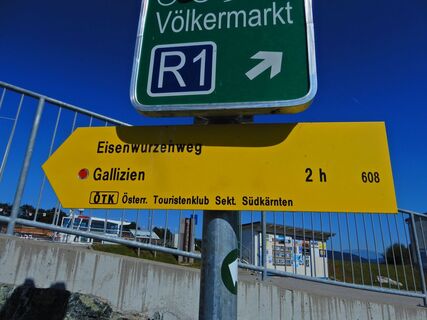 Völkermarkt
R1
Eisenwurzenweg
Gallizien 2 h 608
ÖTK Österr. Touristenklub Sekt. Südkärnten